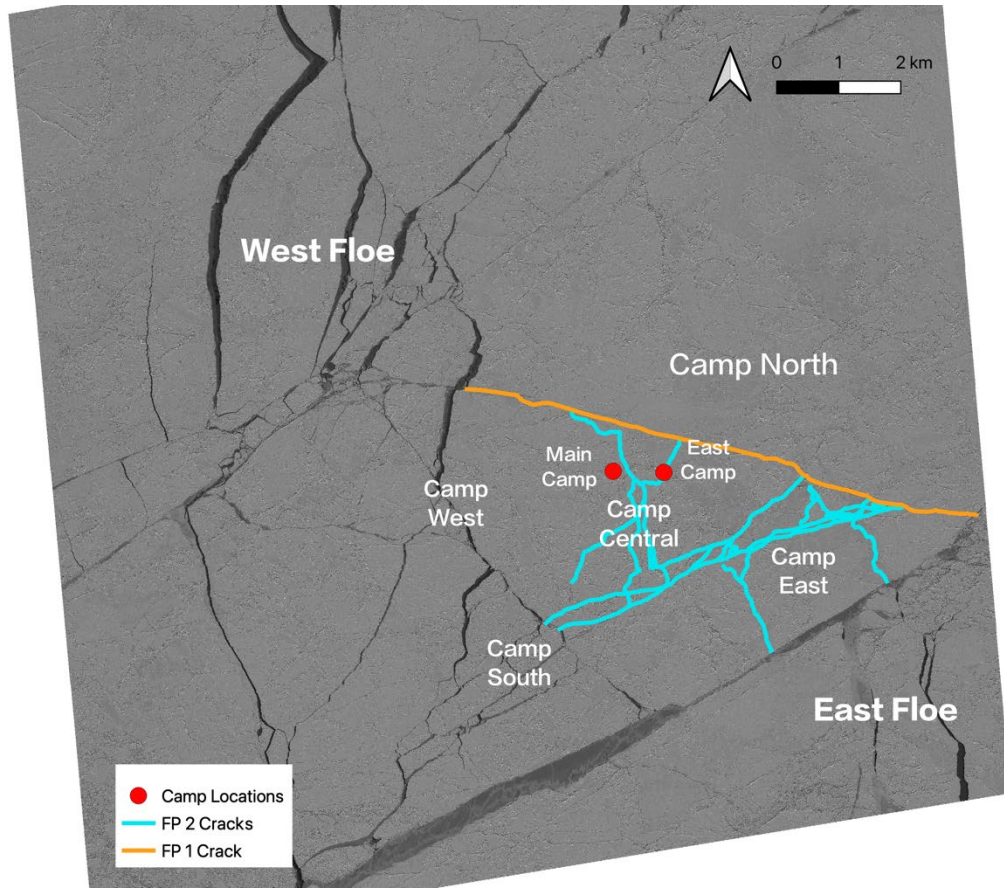 0 1 2 km
West Floe
Camp North
Main
Camp
East
Camp
Camp
West
Camp
Central
Camp
East
Camp
South
East Floe
Camp Locations
FP 2 Cracks
FP 1 Crack